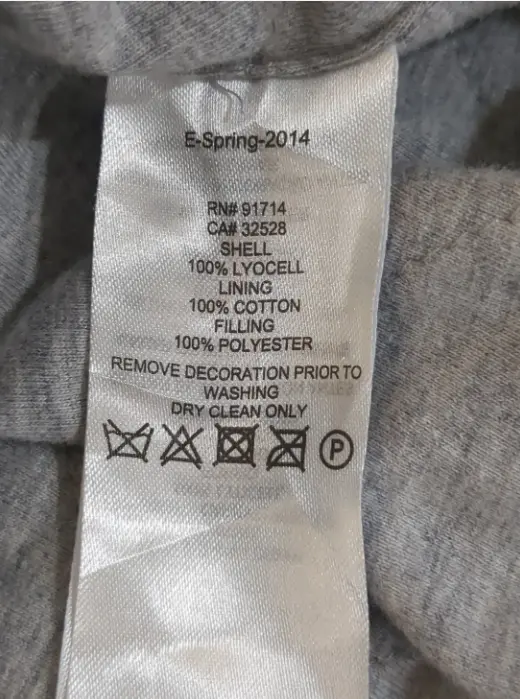 E-Spring-2014
RN# 91714
CA# 32528
SHELL
100% LYOCELL
LINING
100% COTTON
FILLING
100% POLYESTER
REMOVE DECORATION PRIOR TO
WASHING
DRY CLEAN ONLY
P